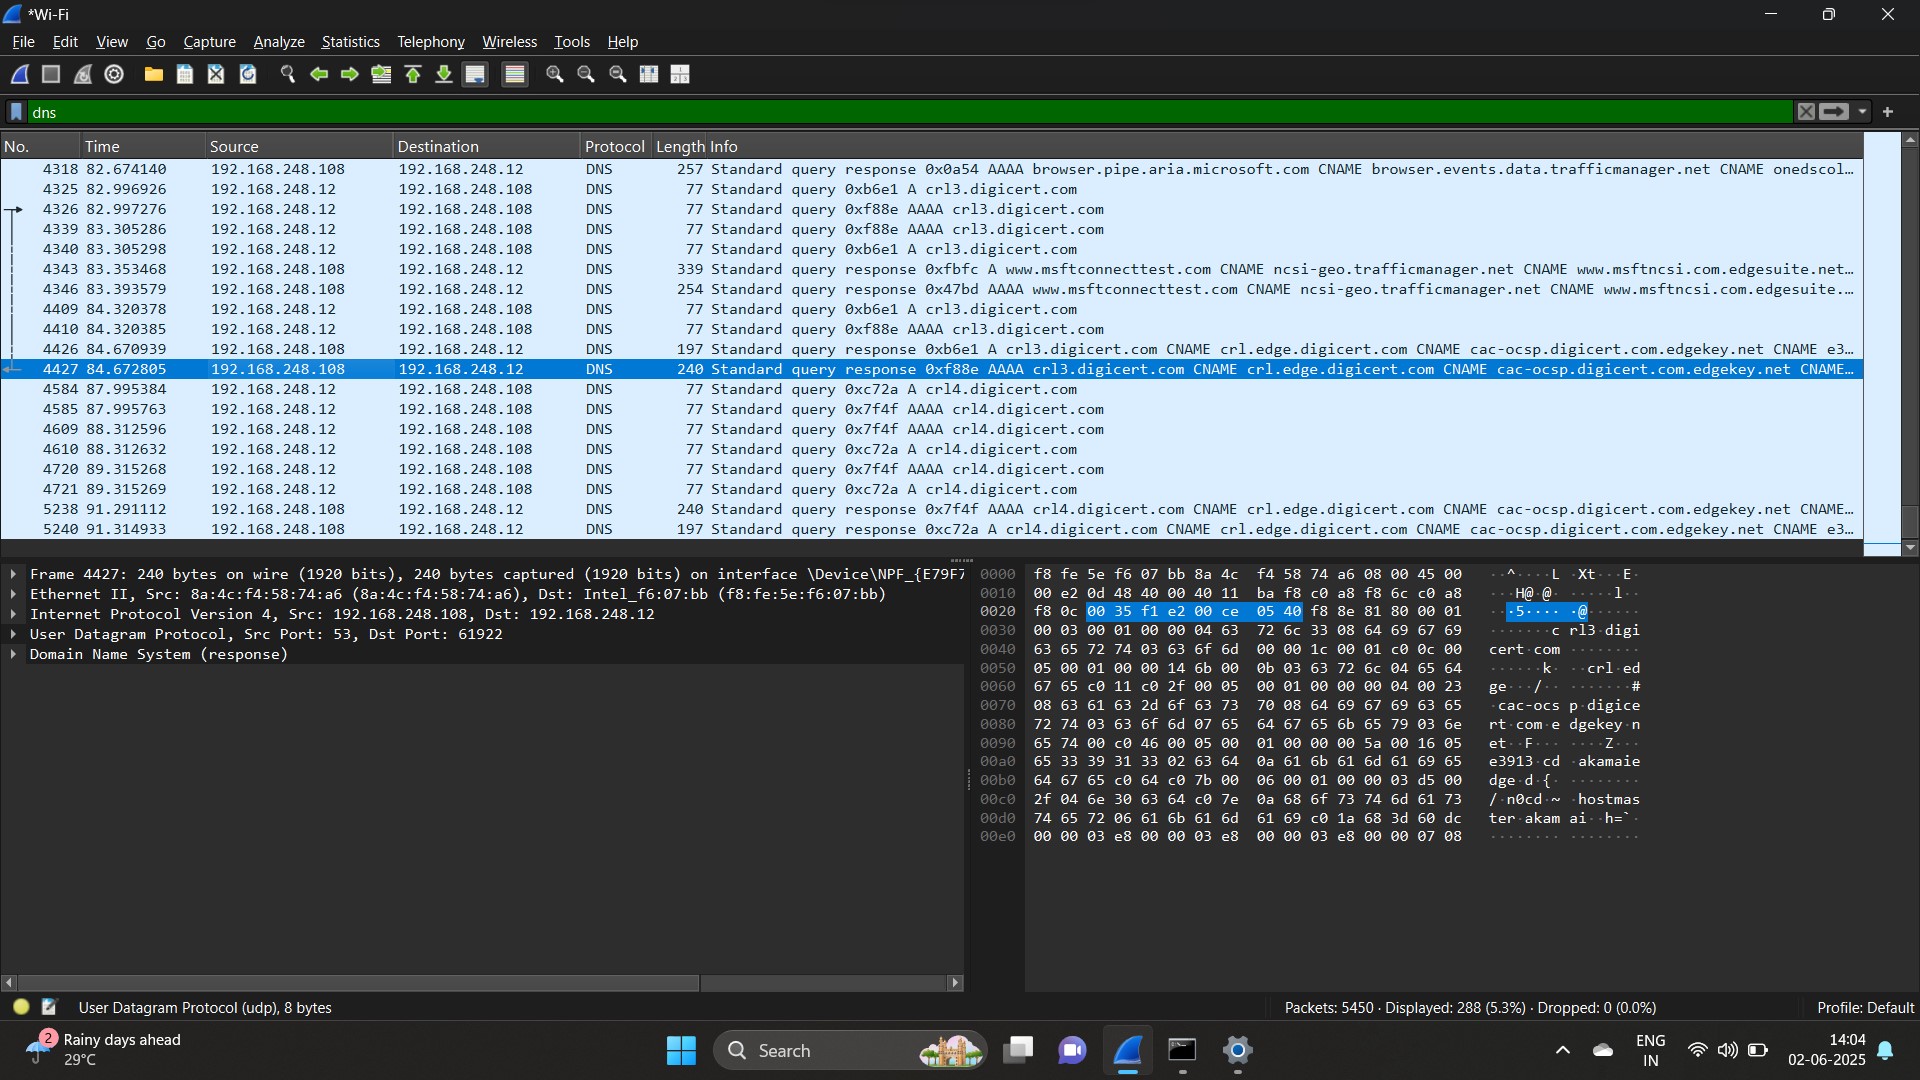 *Wi-Fi
File Edit View Go Capture Analyze Statistics Telephony Wireless Tools Help
dns
No. Time Source Destination Protocol Length Info
4318 82.674140 192.168.248.108 192.168.248.12 DNS 257 Standard query response 0x0a54 AAAA browser.pipe.aria.microsoft.com CNAME browser.events.data.trafficmanager.net CNAME onedscol…
4325 82.996926 192.168.248.12 192.168.248.108 DNS 77 Standard query 0xb6e1 A crl3.digicert.com
4326 82.997276 192.168.248.12 192.168.248.108 DNS 77 Standard query 0xf88e AAAA crl3.digicert.com
4339 83.305286 192.168.248.12 192.168.248.108 DNS 77 Standard query 0xf88e AAAA crl3.digicert.com
4340 83.305298 192.168.248.12 192.168.248.108 DNS 77 Standard query 0xb6e1 A crl3.digicert.com
4343 83.353468 192.168.248.108 192.168.248.12 DNS 339 Standard query response 0xfbfc A www.msftconnecttest.com CNAME ncsi-geo.trafficmanager.net CNAME www.msftncsi.com.edgesuite.net…
4346 83.393579 192.168.248.108 192.168.248.12 DNS 254 Standard query response 0x47bd AAAA www.msftconnecttest.com CNAME ncsi-geo.trafficmanager.net CNAME www.msftncsi.com.edgesuite.…
4409 84.320378 192.168.248.12 192.168.248.108 DNS 77 Standard query 0xb6e1 A crl3.digicert.com
4410 84.320385 192.168.248.12 192.168.248.108 DNS 77 Standard query 0xf88e AAAA crl3.digicert.com
4426 84.670939 192.168.248.108 192.168.248.12 DNS 197 Standard query response 0xb6e1 A crl3.digicert.com CNAME crl.edge.digicert.com CNAME cac-ocsp.digicert.com.edgekey.net CNAME e3…
4427 84.672805 192.168.248.108 192.168.248.12 DNS 240 Standard query response 0xf88e AAAA crl3.digicert.com CNAME crl.edge.digicert.com CNAME cac-ocsp.digicert.com.edgekey.net CNAME…
4584 87.995384 192.168.248.12 192.168.248.108 DNS 77 Standard query 0xc72a A crl4.digicert.com
4585 87.995763 192.168.248.12 192.168.248.108 DNS 77 Standard query 0x7f4f AAAA crl4.digicert.com
4609 88.312596 192.168.248.12 192.168.248.108 DNS 77 Standard query 0x7f4f AAAA crl4.digicert.com
4610 88.312632 192.168.248.12 192.168.248.108 DNS 77 Standard query 0xc72a A crl4.digicert.com
4720 89.315268 192.168.248.12 192.168.248.108 DNS 77 Standard query 0x7f4f AAAA crl4.digicert.com
4721 89.315269 192.168.248.12 192.168.248.108 DNS 77 Standard query 0xc72a A crl4.digicert.com
5238 91.291112 192.168.248.108 192.168.248.12 DNS 240 Standard query response 0x7f4f AAAA crl4.digicert.com CNAME crl.edge.digicert.com CNAME cac-ocsp.digicert.com.edgekey.net CNAME…
5240 91.314933 192.168.248.108 192.168.248.12 DNS 197 Standard query response 0xc72a A crl4.digicert.com CNAME crl.edge.digicert.com CNAME cac-ocsp.digicert.com.edgekey.net CNAME e3…
Frame 4427: 240 bytes on wire (1920 bits), 240 bytes captured (1920 bits) on interface \Device\NPF_{E79F7
Ethernet II, Src: 8a:4c:f4:58:74:a6 (8a:4c:f4:58:74:a6), Dst: Intel_f6:07:bb (f8:fe:5e:f6:07:bb)
Internet Protocol Version 4, Src: 192.168.248.108, Dst: 192.168.248.12
User Datagram Protocol, Src Port: 53, Dst Port: 61922
Domain Name System (response)
0000 f8 fe 5e f6 07 bb 8a 4c f4 58 74 a6 08 00 45 00 ··^····L ·Xt···E·
0010 00 e2 0d 48 40 00 40 11 ba f8 c0 a8 f8 6c c0 a8 ···H@·@· ·····l··
0020 f8 0c 00 35 f1 e2 00 ce 05 40 f8 8e 81 80 00 01 ···5···· ·@······
0030 00 03 00 01 00 00 04 63 72 6c 33 08 64 69 67 69 ·······c rl3·digi
0040 63 65 72 74 03 63 6f 6d 00 00 1c 00 01 c0 0c 00 cert·com ········
0050 05 00 01 00 00 14 6b 00 0b 03 63 72 6c 04 65 64 ······k· ··crl·ed
0060 67 65 c0 11 c0 2f 00 05 00 01 00 00 00 04 00 23 ge···/·· ·······#
0070 08 63 61 63 2d 6f 63 73 70 08 64 69 67 69 63 65 ·cac-ocs p·digice
0080 72 74 03 63 6f 6d 07 65 64 67 65 6b 65 79 03 6e rt·com·e dgekey·n
0090 65 74 00 c0 46 00 05 00 01 00 00 00 5a 00 16 05 et··F··· ····Z···
00a0 65 33 39 31 33 02 63 64 0a 61 6b 61 6d 61 69 65 e3913·cd ·akamaie
00b0 64 67 65 c0 64 c0 7b 00 06 00 01 00 00 03 d5 00 dge·d·{· ········
00c0 2f 04 6e 30 63 64 c0 7e 0a 68 6f 73 74 6d 61 73 /·n0cd·~ ·hostmas
00d0 74 65 72 06 61 6b 61 6d 61 69 c0 1a 68 3d 60 dc ter·akam ai··h=`·
00e0 00 00 03 e8 00 00 03 e8 00 00 03 e8 00 00 07 08 ········ ········
User Datagram Protocol (udp), 8 bytes
Packets: 5450 · Displayed: 288 (5.3%) · Dropped: 0 (0.0%)
Profile: Default
2
Rainy days ahead
29°C
Search
ENG
IN
14:04
02-06-2025